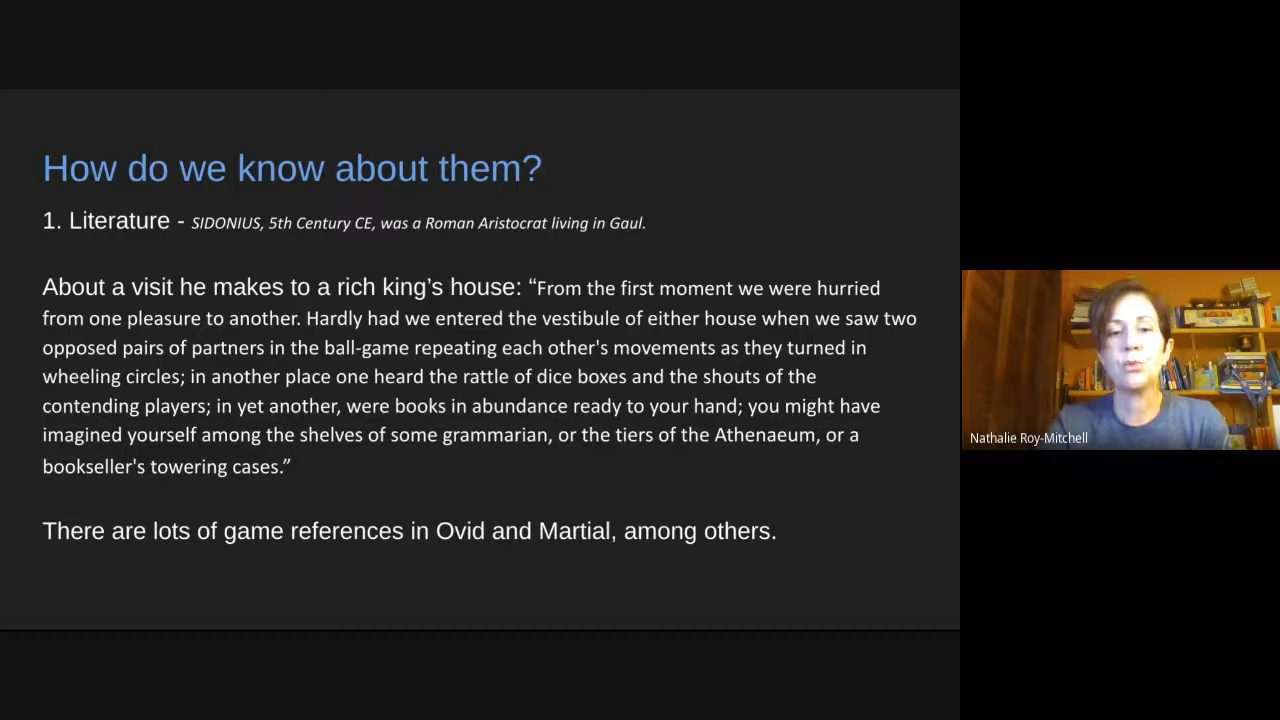 How do we know about them?
1. Literature - SIDONIUS, 5th Century CE, was a Roman Aristocrat living in Gaul.
About a visit he makes to a rich king’s house: “From the first moment we were hurried
from one pleasure to another. Hardly had we entered the vestibule of either house when we saw two
opposed pairs of partners in the ball-game repeating each other's movements as they turned in
wheeling circles; in another place one heard the rattle of dice boxes and the shouts of the
contending players; in yet another, were books in abundance ready to your hand; you might have
imagined yourself among the shelves of some grammarian, or the tiers of the Athenaeum, or a
bookseller's towering cases.”
There are lots of game references in Ovid and Martial, among others.
Nathalie Roy-Mitchell